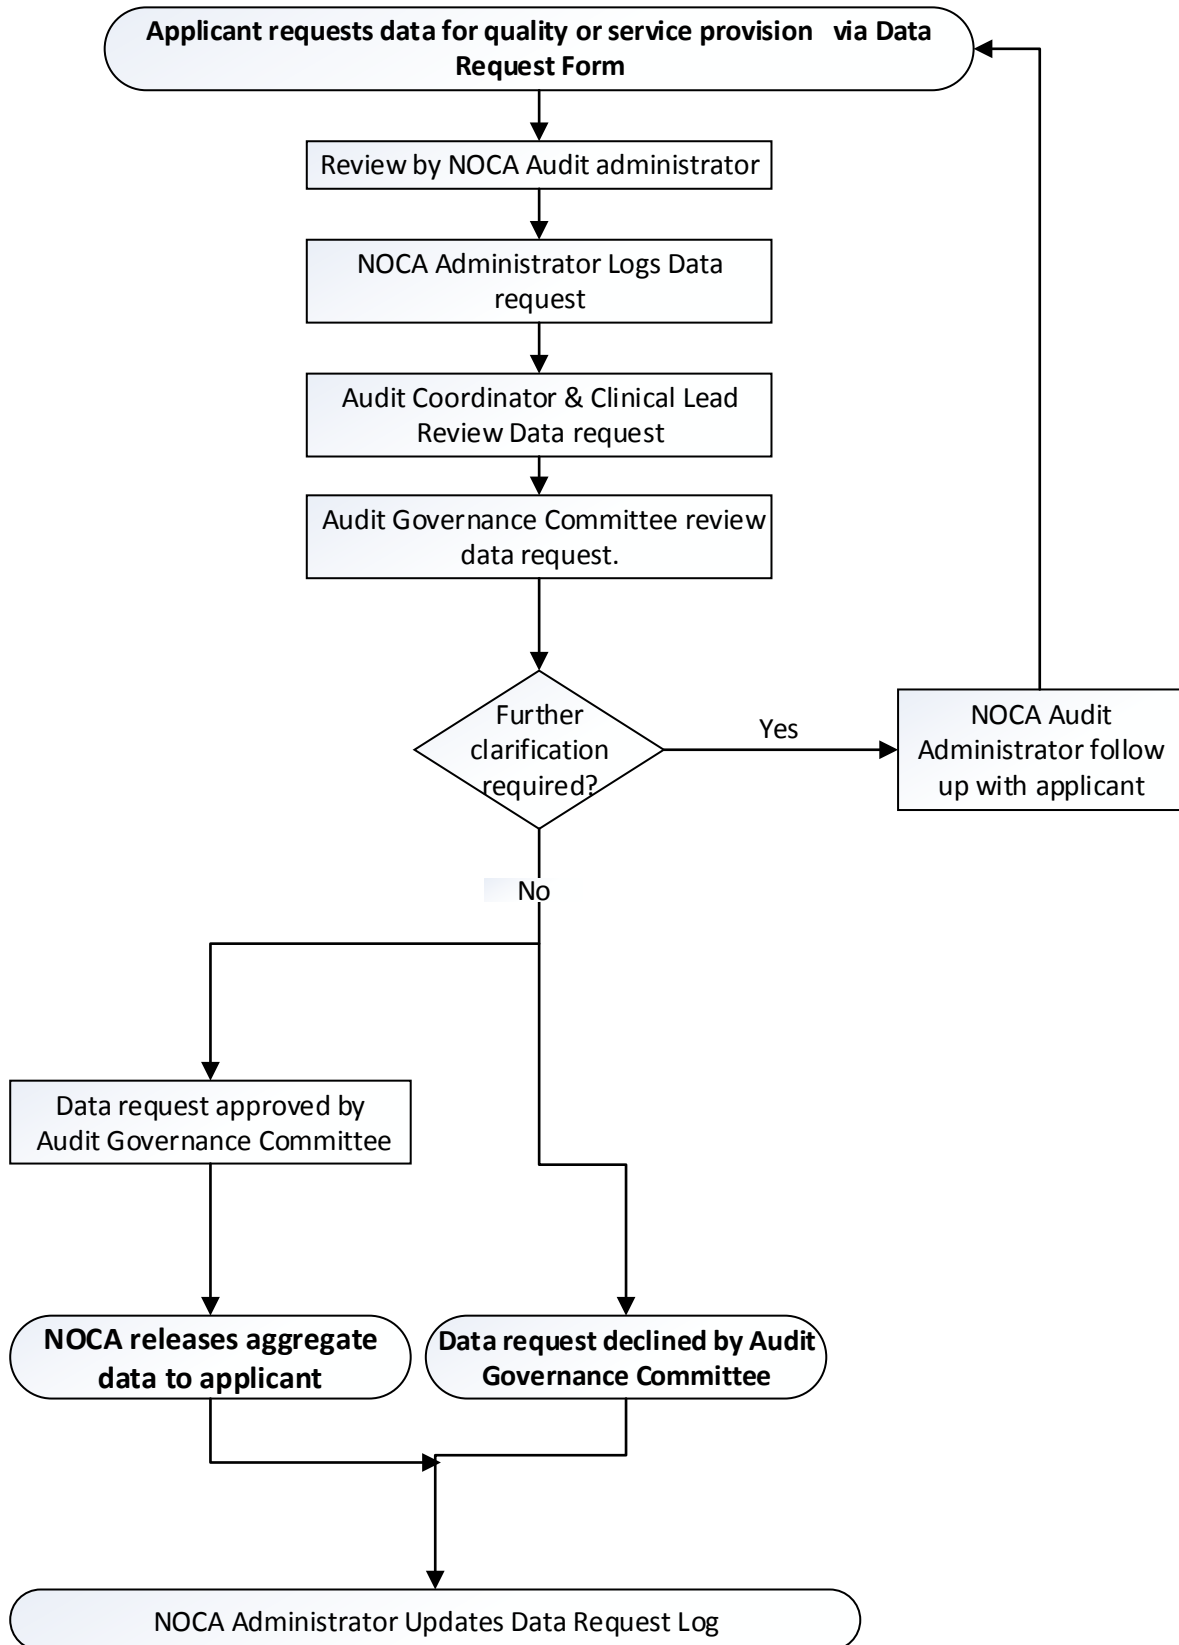 Applicant requests data for quality or service provision via Data
Request Form
Review by NOCA Audit administrator
NOCA Administrator Logs Data
request
Audit Coordinator & Clinical Lead
Review Data request
Audit Governance Committee review
data request.
Further
clarification
required?
Yes
NOCA Audit
Administrator follow
up with applicant
No
Data request approved by
Audit Governance Committee
NOCA releases aggregate
data to applicant
Data request declined by Audit
Governance Committee
NOCA Administrator Updates Data Request Log